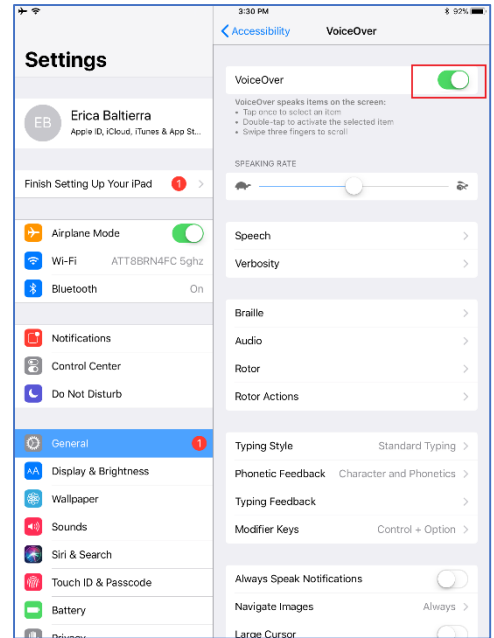 3:30 PM
92%
Settings
EB
Erica Baltierra
Apple ID, iCloud, iTunes & App St...
Finish Setting Up Your iPad 1
Airplane Mode
Wi-Fi ATT8BRN4FC 5ghz
Bluetooth On
Notifications
Control Center
Do Not Disturb
General 1
AA Display & Brightness
Wallpaper
Sounds
Siri & Search
Touch ID & Passcode
Battery
Privacy
Accessibility VoiceOver
VoiceOver
VoiceOver speaks items on the screen:
• Tap once to select an item
• Double-tap to activate the selected item
• Swipe three fingers to scroll
SPEAKING RATE
Speech
Verbosity
Braille
Audio
Rotor
Rotor Actions
Typing Style Standard Typing
Phonetic Feedback Character and Phonetics
Typing Feedback
Modifier Keys Control + Option
Always Speak Notifications
Navigate Images Always
Large Cursor